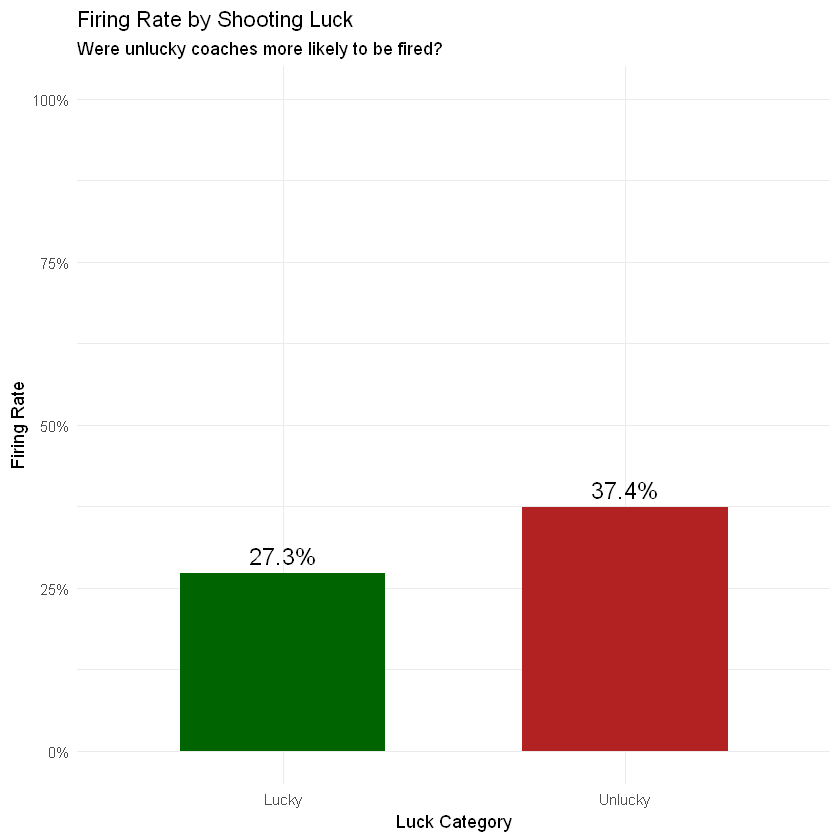 Firing Rate by Shooting Luck
Were unlucky coaches more likely to be fired?
100%
75%
50%
25%
0%
Firing Rate
27.3%
37.4%
Lucky
Unlucky
Luck Category